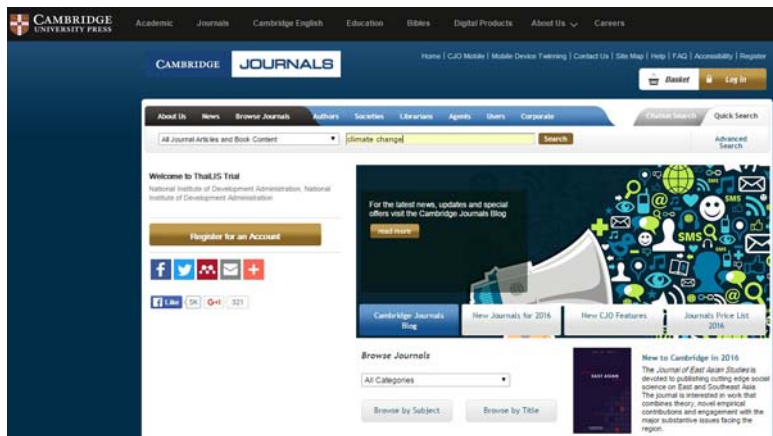 CAMBRIDGE
UNIVERSITY PRESS
Academic Journals Cambridge English Education Bibles Digital Products About Us Careers
Home | CJO Mobile | Mobile Device Twinning | Contact Us | Site Map | Help | FAQ | Accessibility | Register
CAMBRIDGE JOURNALS
Basket Log in
About Us News Browse Journals Authors Societies Librarians Agents Users Corporate Citation Search Quick Search
All Journal Articles and Book Content climate change Search Advanced
Search
Welcome to ThaiLIS Trial
National Institute of Development Administration, National
Institute of Development Administration
Register for an Account
f
Like 5K G+1 321
For the latest news, updates and special
offers visit the Cambridge Journals Blog
read more
SMS
SMS
Cambridge Journals
Blog
New Journals for 2016
New CJO Features
Journals Price List
2016
Browse Journals
All Categories
Browse by Subject Browse by Title
EAST ASIAN
New to Cambridge in 2016
The Journal of East Asian Studies is
devoted to publishing cutting edge social
science on East and Southeast Asia.
The journal is interested in work that
combines theory, novel empirical
contributions and engagement with the
major substantive issues facing the
region.